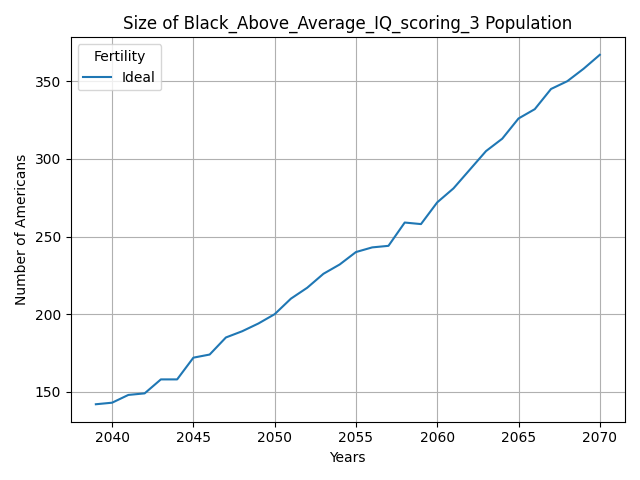 Size of Black_Above_Average_IQ_scoring_3 Population
Fertility
Ideal
350
300
250
200
150
Number of Americans
2040 2045 2050 2055 2060 2065 2070
Years